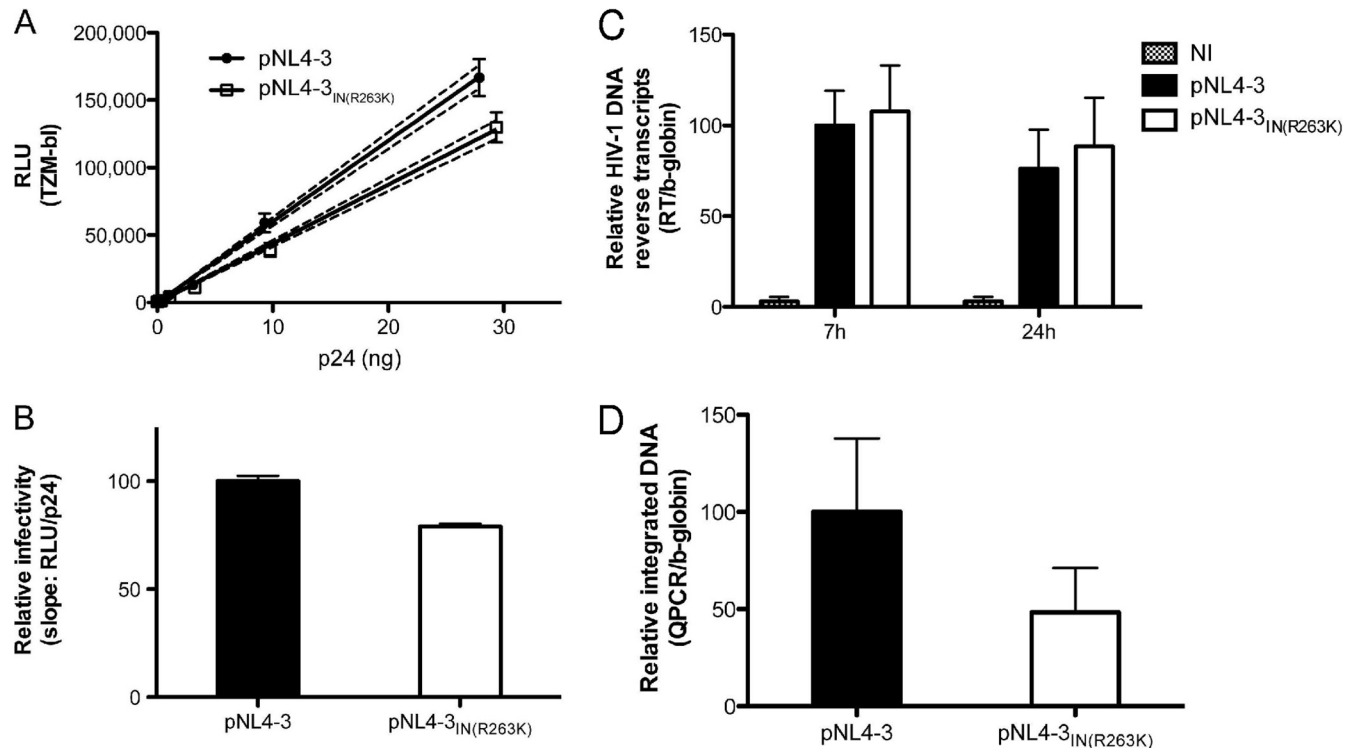 A
RLU
(TZM-bl)
200,000
150,000
100,000
50,000
0
pNL4-3
pNL4-3IN(R263K)
0 10 20 30
p24 (ng)
B
Relative infectivity
(slope: RLU/p24)
100
50
0
pNL4-3 pNL4-3IN(R263K)
C
Relative HIV-1 DNA
reverse transcripts
(RT/b-globin)
150
100
50
0
7h 24h
NI
pNL4-3
pNL4-3IN(R263K)
D
Relative integrated DNA
(QPCR/b-globin)
150
100
50
0
pNL4-3 pNL4-3IN(R263K)